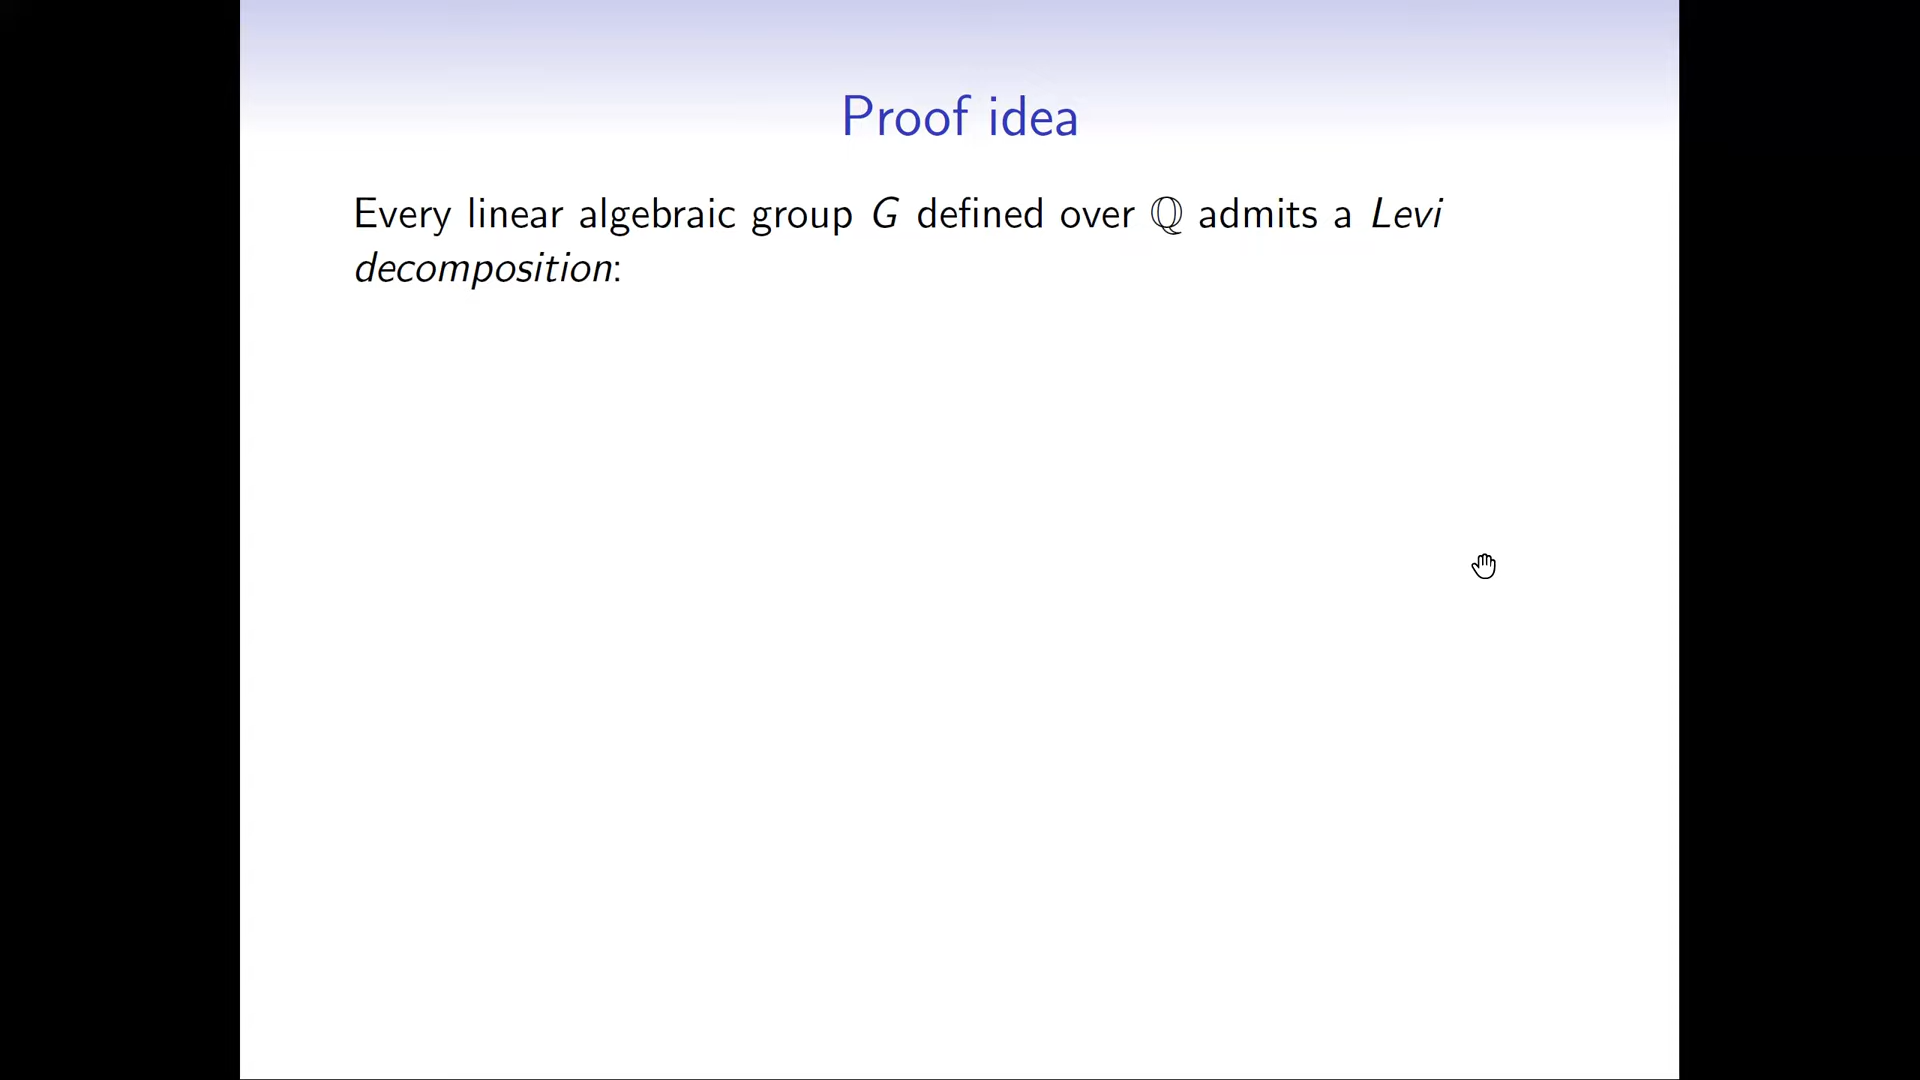 Proof idea
Every linear algebraic group G defined over ℚ admits a Levi
decomposition: